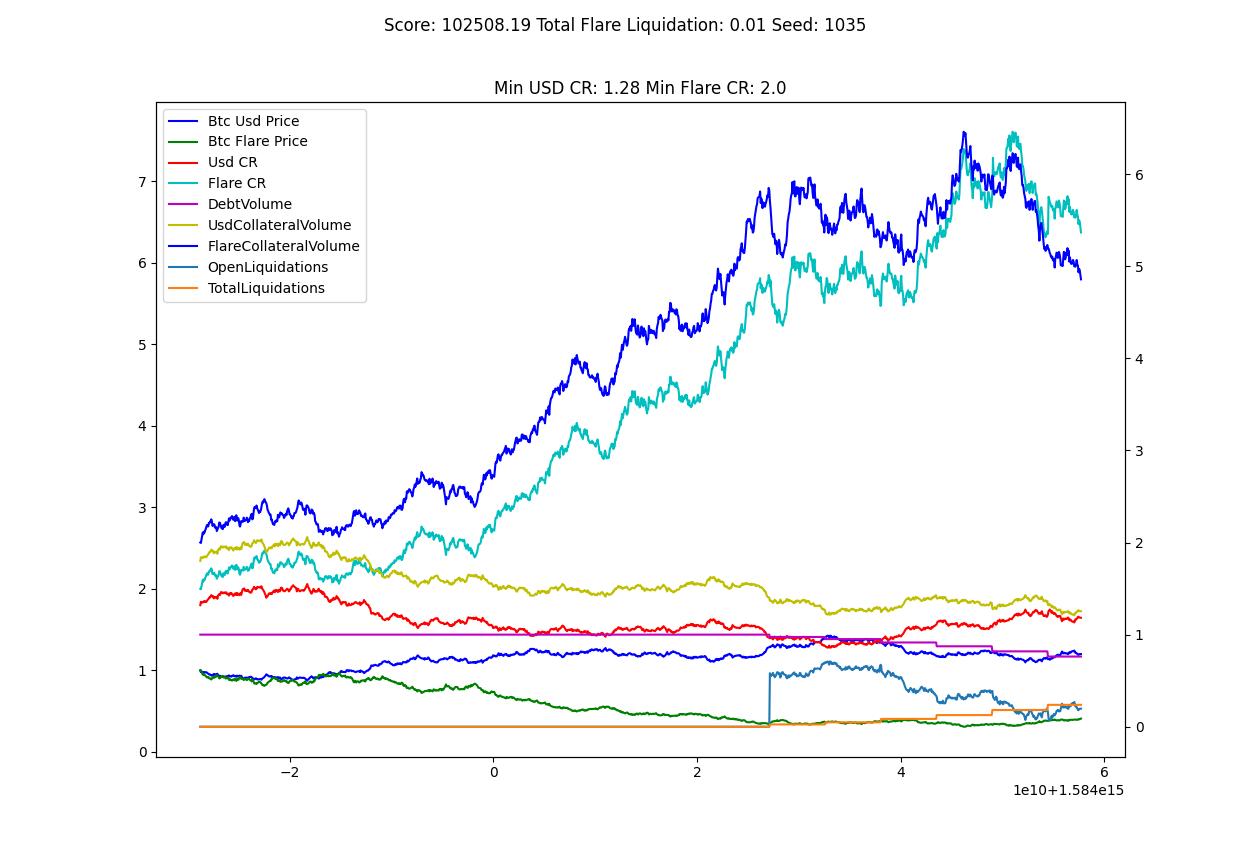 Score: 102508.19 Total Flare Liquidation: 0.01 Seed: 1035
Min USD CR: 1.28 Min Flare CR: 2.0
Btc Usd Price
Btc Flare Price
Usd CR
Flare CR
DebtVolume
UsdCollateralVolume
FlareCollateralVolume
OpenLiquidations
TotalLiquidations
7
6
5
4
3
2
1
0
6
5
4
3
2
1
0
−2
0
2
4
6
1e10+1.584e15